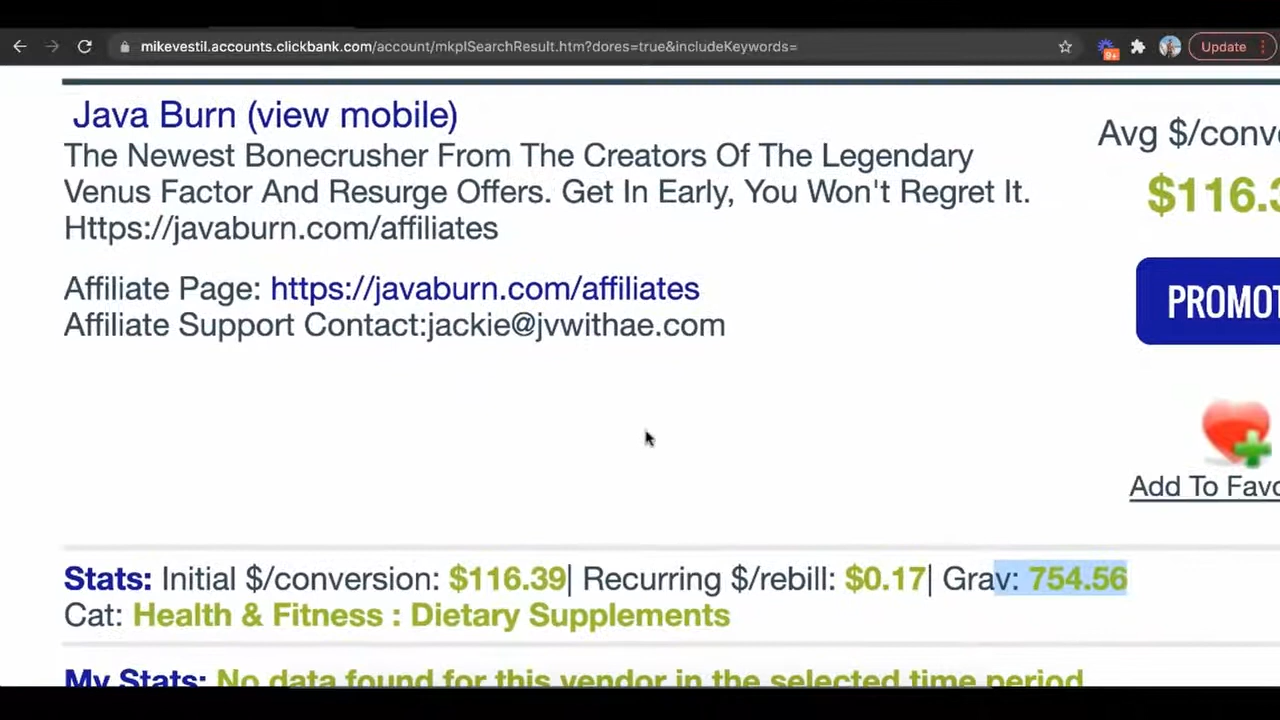 mikevestil.accounts.clickbank.com/account/mkplSearchResult.htm?dores=true&includeKeywords=
9+
Update
Java Burn (view mobile)
Avg $/conv
The Newest Bonecrusher From The Creators Of The Legendary
Venus Factor And Resurge Offers. Get In Early, You Won't Regret It.
$116.3
Https://javaburn.com/affiliates
Affiliate Page: https://javaburn.com/affiliates
PROMOT
Affiliate Support Contact:jackie@jvwithae.com
Add To Favo
Stats: Initial $/conversion: $116.39| Recurring $/rebill: $0.17| Grav: 754.56
Cat: Health & Fitness : Dietary Supplements
My Stats: No data found for this vendor in the selected time period